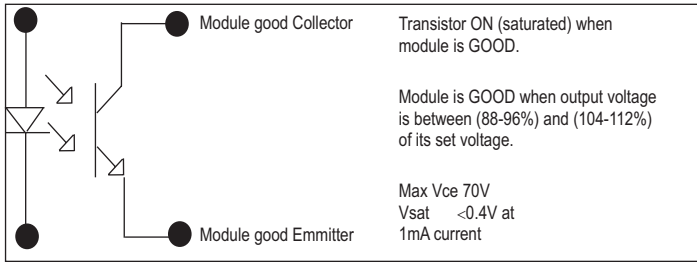 Module good Collector
Transistor ON (saturated) when
module is GOOD.
Module is GOOD when output voltage
is between (88-96%) and (104-112%)
of its set voltage.
Max Vce 70V
Vsat <0.4V at
1mA current
Module good Emmitter